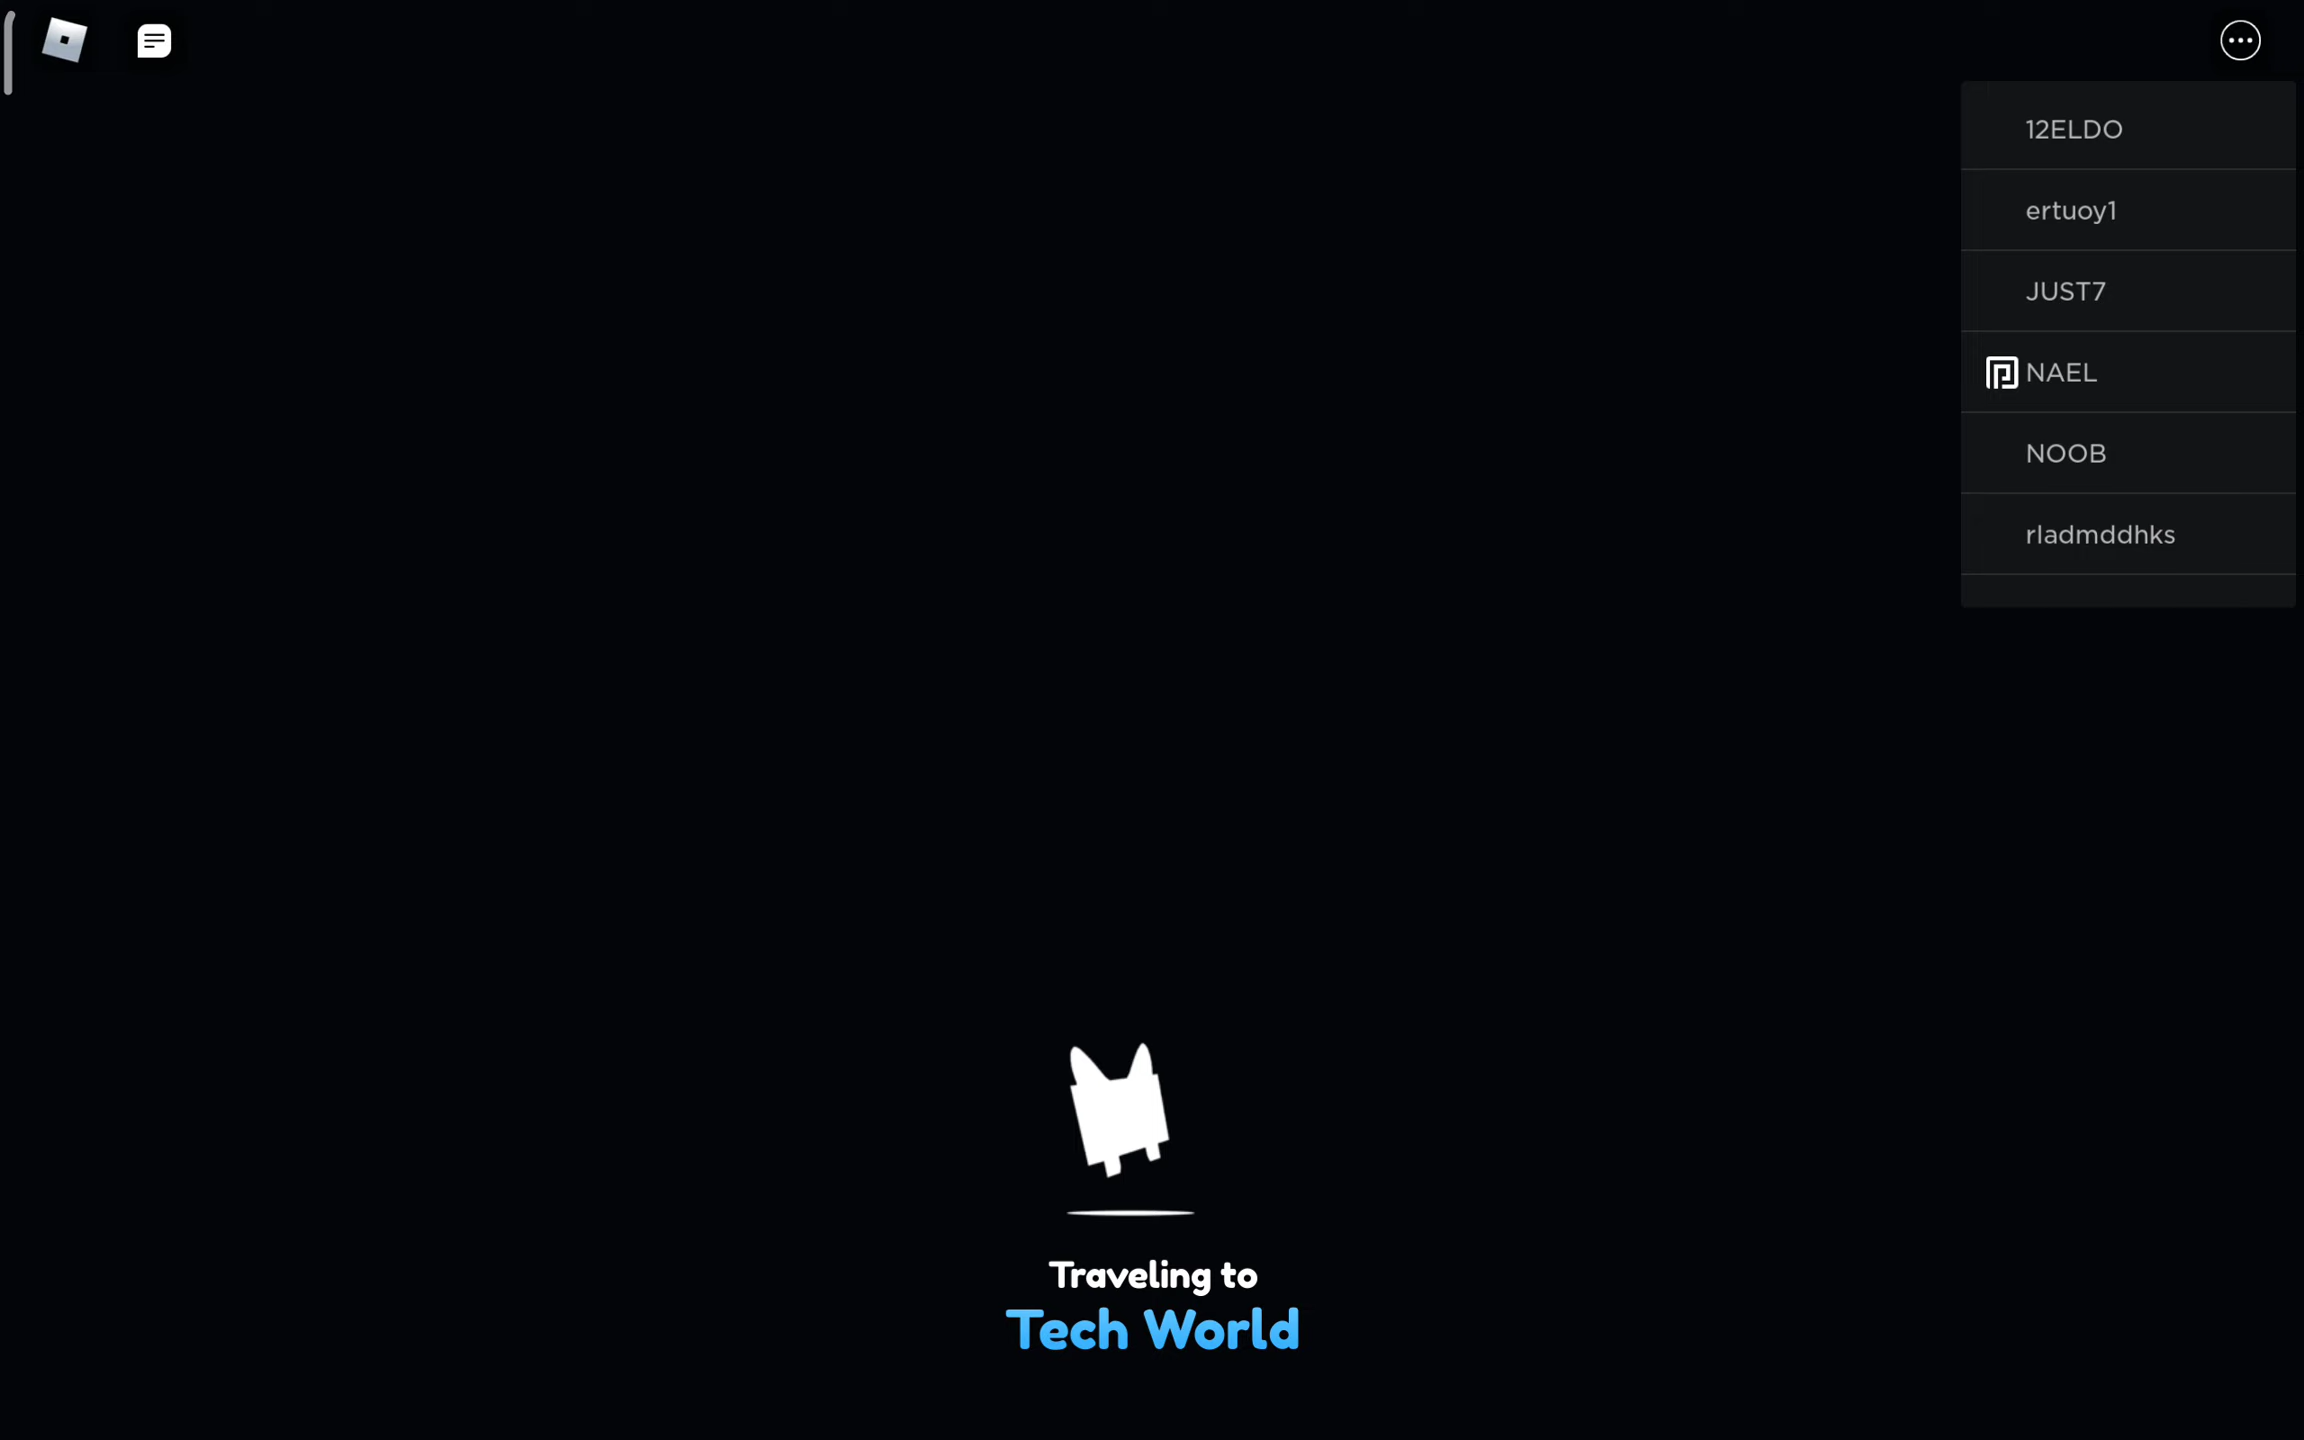 12ELDO
ertuoy1
JUST7
NAEL
NOOB
rladmddhks
Traveling to
Tech World